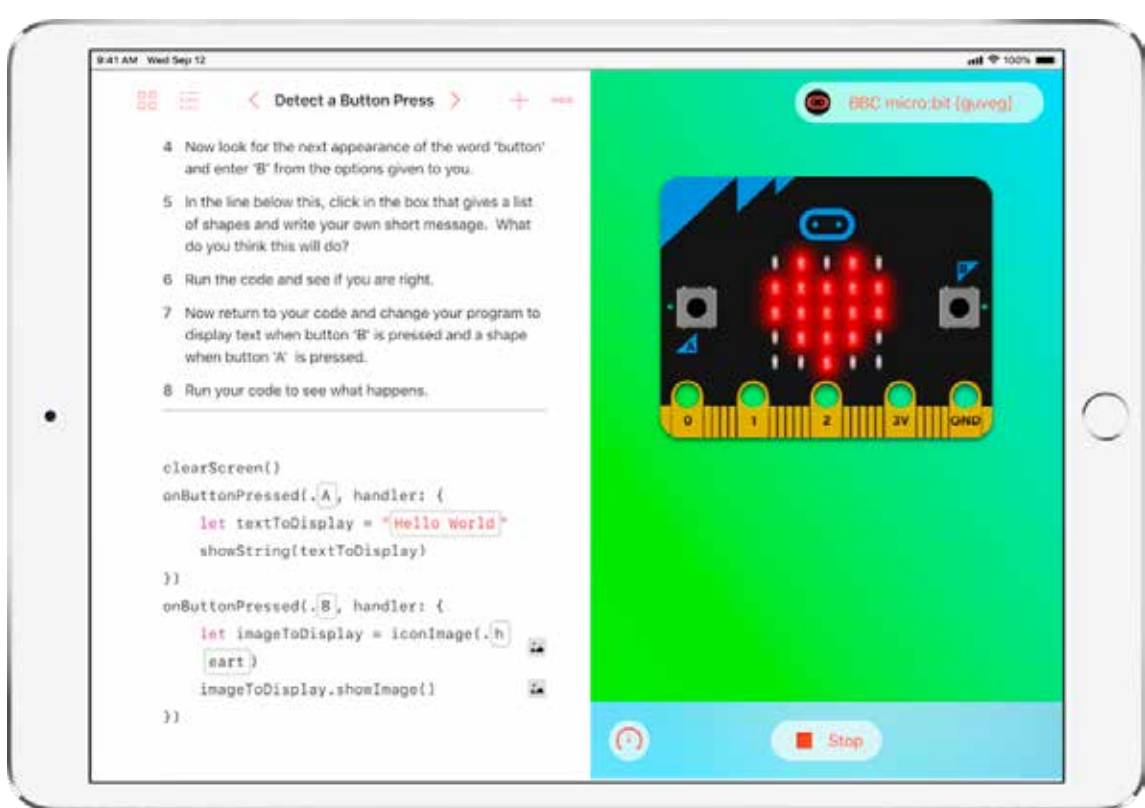 9:41 AM Wed Sep 12
100%
Detect a Button Press
BBC micro:bit [guveg]
4 Now look for the next appearance of the word 'button'
and enter 'B' from the options given to you.
5 In the line below this, click in the box that gives a list
of shapes and write your own short message. What
do you think this will do?
6 Run the code and see if you are right.
7 Now return to your code and change your program to
display text when button 'B' is pressed and a shape
when button 'A' is pressed.
8 Run your code to see what happens.
clearScreen()
onButtonPressed(.A, handler: {
let textToDisplay = "Hello World"
showString(textToDisplay)
})
onButtonPressed(.B, handler: {
let imageToDisplay = iconImage(.h
eart)
imageToDisplay.showImage()
})
B
A
0 1 2 3V GND
Stop